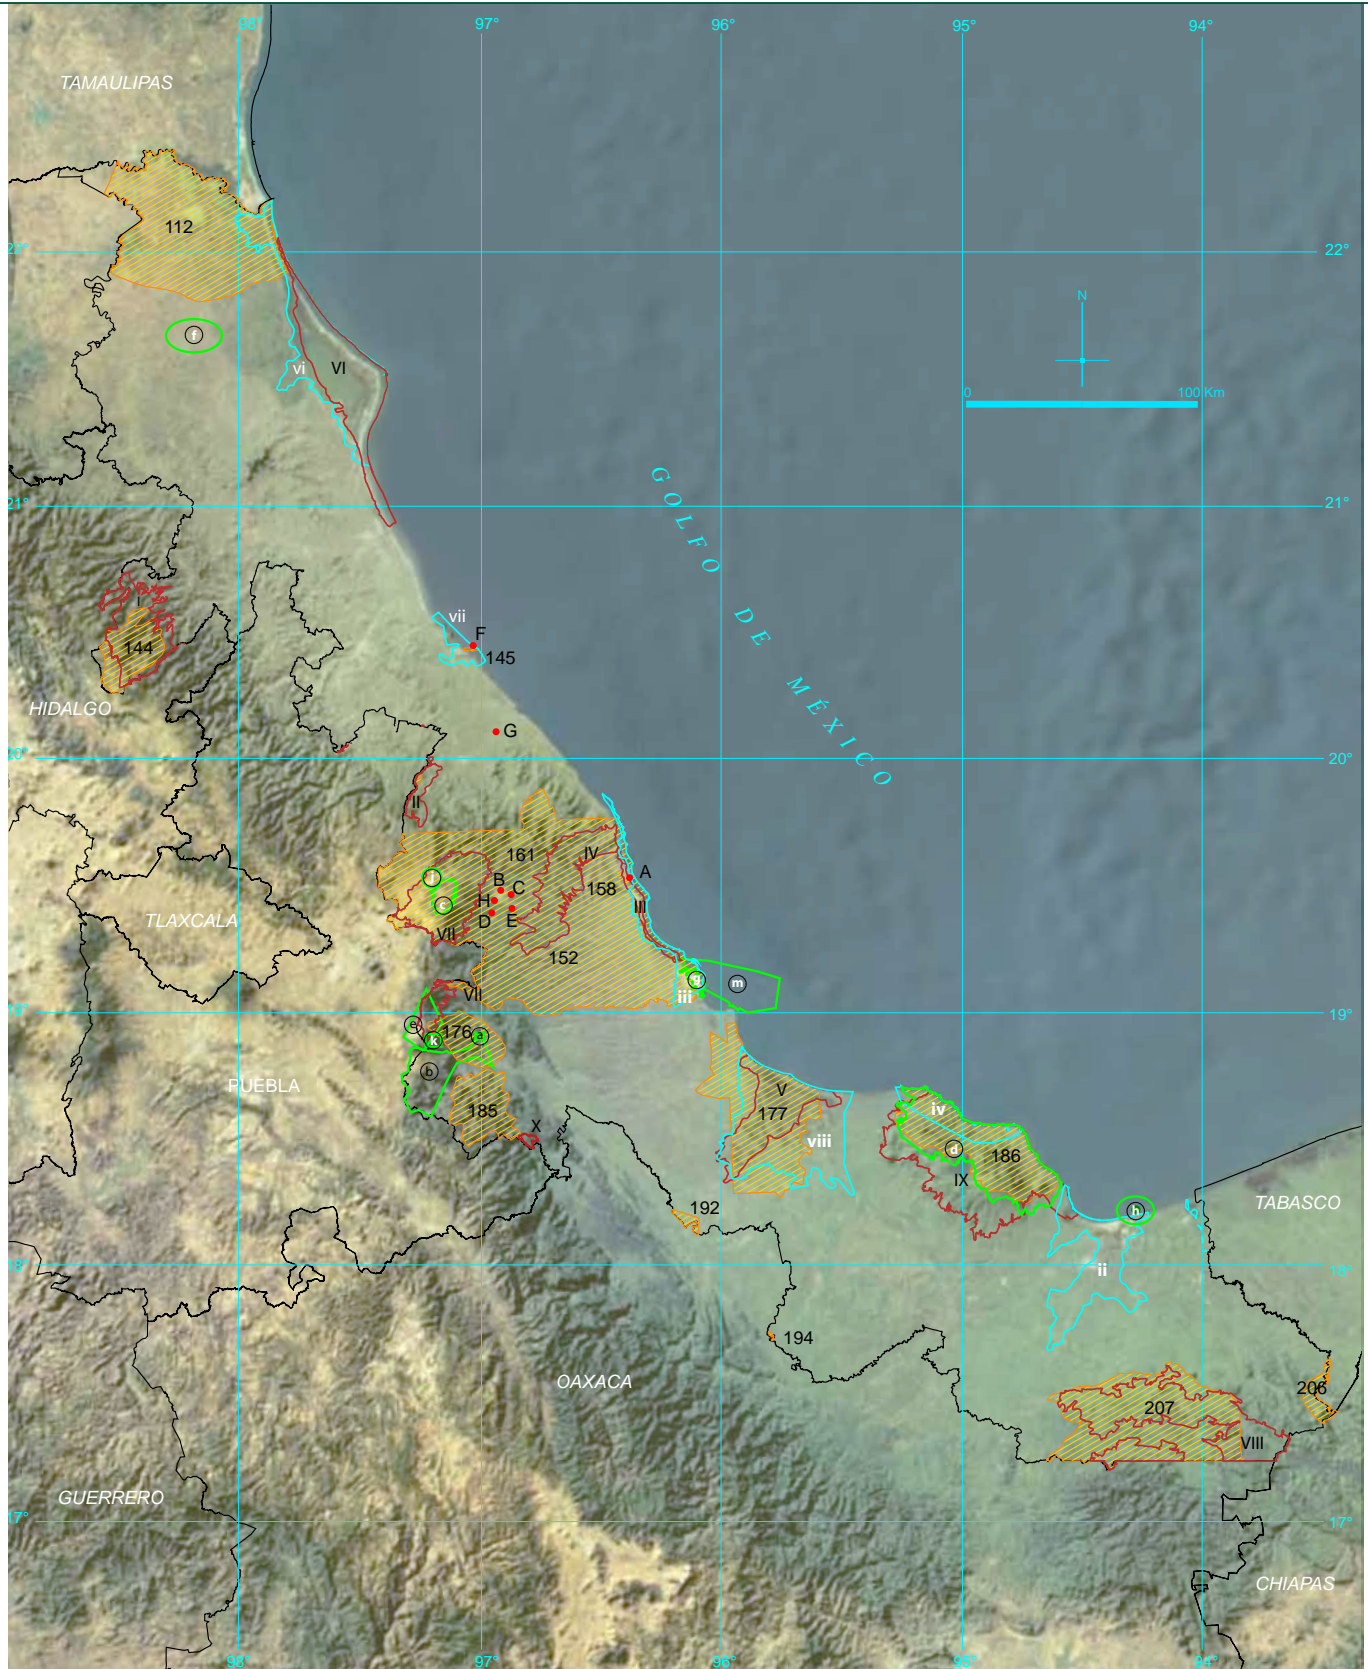 98° 97° 96° 95° 94°
TAMAULIPAS
112
22° 22°
N
f
vi VI
0 100 Km
GOLFO DE MÉXICO
21° 21°
I
vii
F
144 145
HIDALGO
G
20° 20°
II
161 IV
j B C A
158
c H III
TLAXCALA D E
VII 152
g m
VII iii
19° 19°
e 176 a
k
b
PUEBLA V
185 177 iv
X viii
d 186
IX
192 h TABASCO
18° ii 18°
194
OAXACA 206
207
VIII
GUERRERO
17° 17°
CHIAPAS
98° 97° 96° 95° 94°